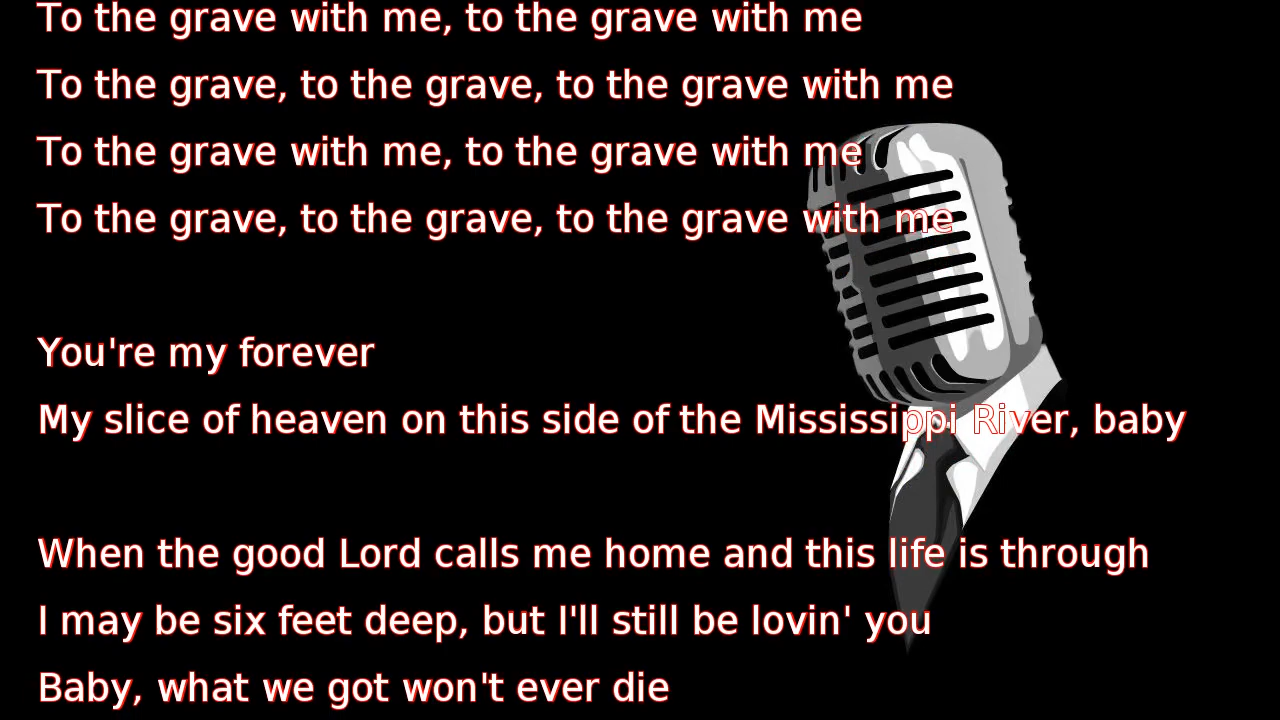 To the grave with me, to the grave with me
To the grave, to the grave, to the grave with me
To the grave with me, to the grave with me
To the grave, to the grave, to the grave with me
You're my forever
My slice of heaven on this side of the Mississippi River, baby
When the good Lord calls me home and this life is through
I may be six feet deep, but I'll still be lovin' you
Baby, what we got won't ever die